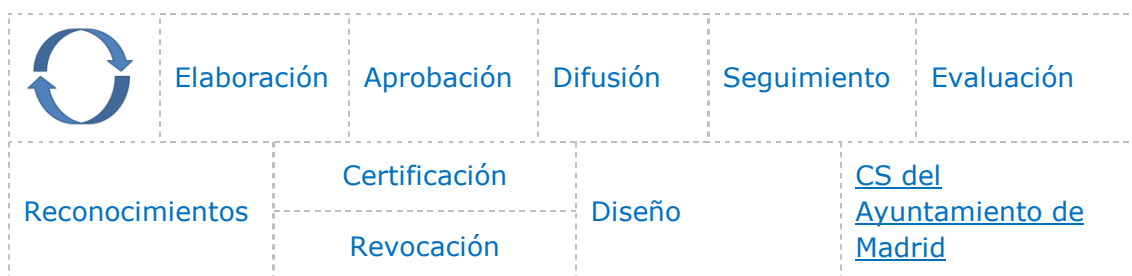 Elaboración
Aprobación
Difusión
Seguimiento
Evaluación
Reconocimientos
Certificación
Revocación
Diseño
CS del
Ayuntamiento de
Madrid